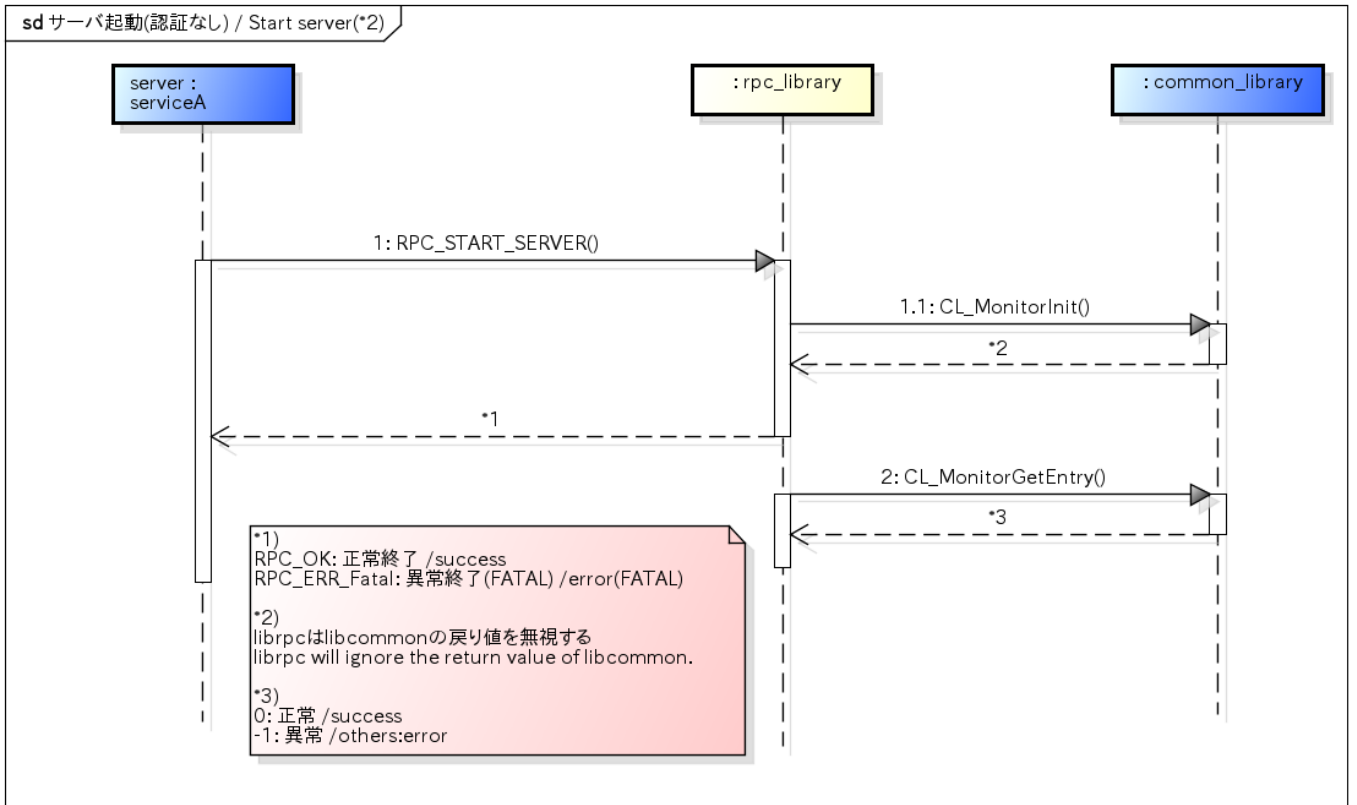 sd サーバ起動(認証なし) / Start server(*2)
server :
serviceA
: rpc_library
: common_library
1: RPC_START_SERVER()
1.1: CL_MonitorInit()
*2
*1
2: CL_MonitorGetEntry()
*3
*1)
RPC_OK: 正常終了 /success
RPC_ERR_Fatal: 異常終了(FATAL) /error(FATAL)
*2)
librpcはlibcommonの戻り値を無視する
librpc will ignore the return value of libcommon.
*3)
0: 正常 /success
-1: 異常 /others:error